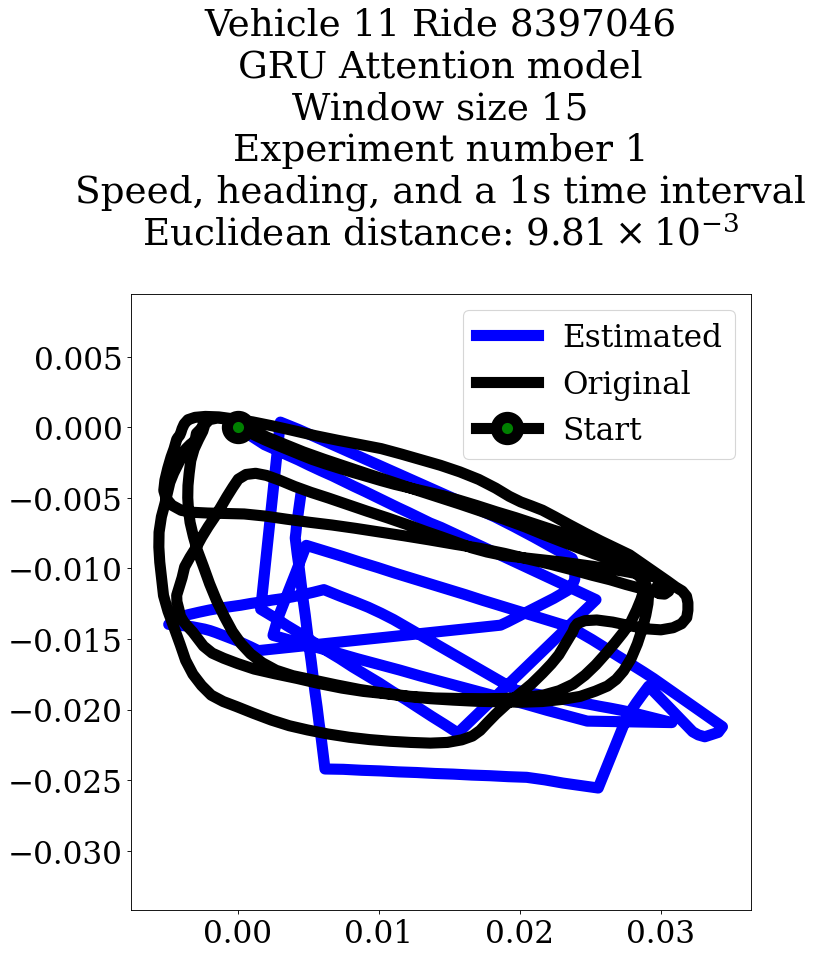 Vehicle 11 Ride 8397046
GRU Attention model
Window size 15
Experiment number 1
Speed, heading, and a 1s time interval
Euclidean distance: 9.81 × 10⁻³
Estimated
Original
Start
0.005
0.000
−0.005
−0.010
−0.015
−0.020
−0.025
−0.030
0.00 0.01 0.02 0.03